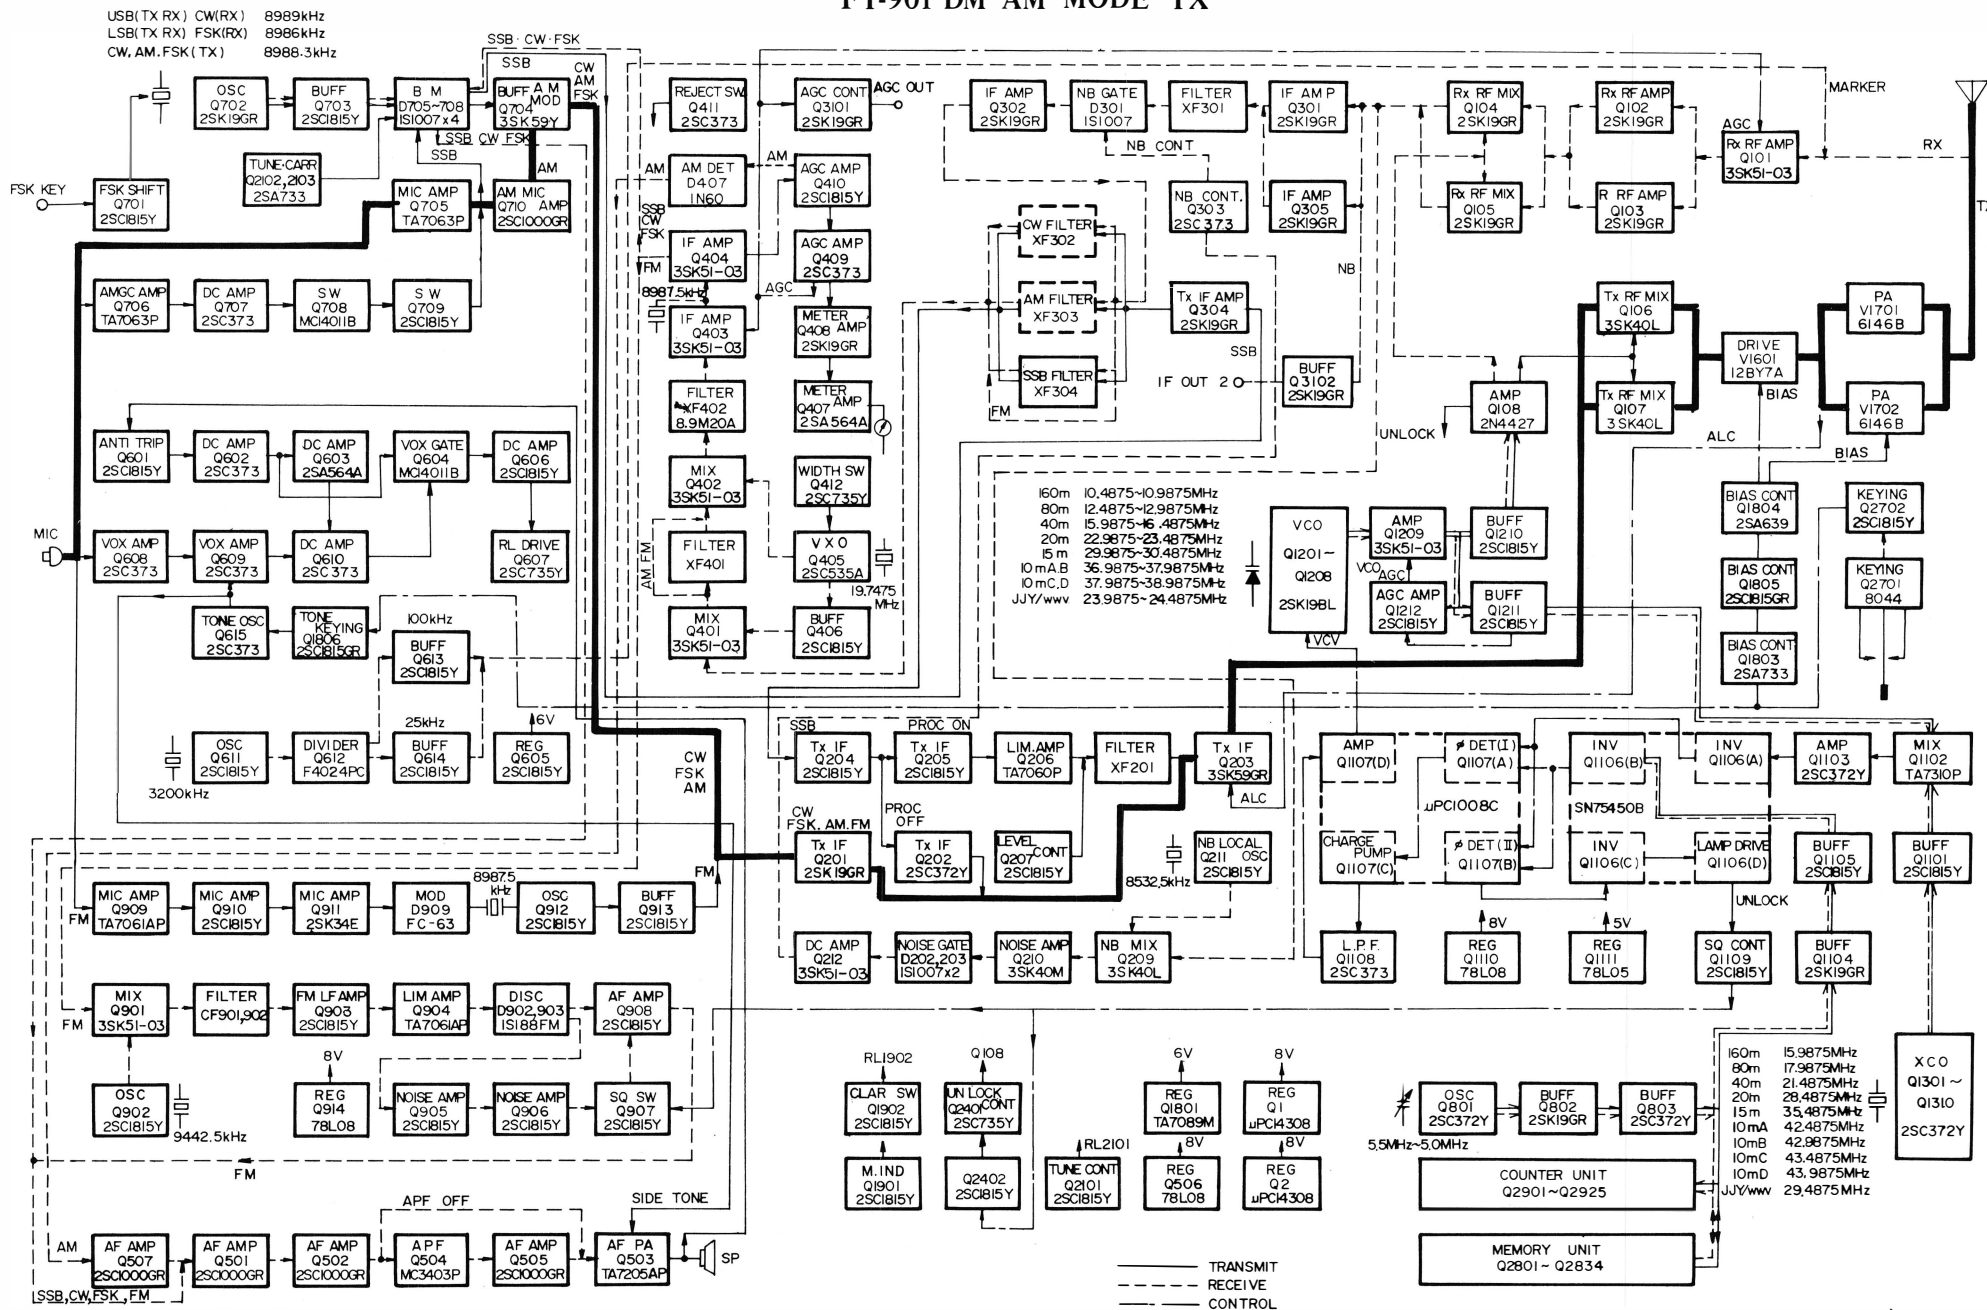 FT-901 DM AM MODE TX
USB(TX RX) CW(RX) 8989kHz
LSB(TX RX) FSK(RX) 8986kHz
CW, AM.FSK(TX) 8988.3kHz
SSB·CW·FSK
SSB
CW
AM
FSK
OSC
Q702
2SK19GR
BUFF
Q703
2SC1815Y
B M
D705~708
1S1007x4
BUFF A M
Q704 MOD
3SK59Y
SSB CW FSK
SSB
AM
TUNE·CARR
Q2102,2103
2SA733
FSK KEY
FSK SHIFT
Q701
2SC1815Y
MIC AMP
Q705
TA7063P
AM MIC
Q710 AMP
2SC1000GR
AMGC AMP
Q706
TA7063P
DC AMP
Q707
2SC373
S W
Q708
MC14011B
S W
Q709
2SC1815Y
REJECT SW
Q411
2SC373
AGC CONT
Q3101
2SK19GR
AGC OUT
AM
AM DET
D407
1N60
AM
AGC AMP
Q410
2SC1815Y
SSB
CW
FSK
FM
IF AMP
Q404
3SK51-03
AGC AMP
Q409
2SC373
8987.5kHz
AGC
IF AMP
Q403
3SK51-03
METER
Q408 AMP
2SK19GR
FILTER
XF402
8.9M20A
METER
AMP
Q407
2SA564A
MIX
Q402
3SK51-03
WIDTH SW
Q412
2SC735Y
AM FM
FILTER
XF401
V X O
Q405
2SC535A
19.7475
MHz
MIX
Q401
3SK51-03
BUFF
Q406
2SC1815Y
IF AMP
Q302
2SK19GR
NB GATE
D301
1S1007
FILTER
XF301
IF AMP
Q301
2SK19GR
NB CONT
NB CONT.
Q303
2SC373
IF AMP
Q305
2SK19GR
NB
CW FILTER
XF302
AM FILTER
XF303
SSB FILTER
XF304
FM
Tx IF AMP
Q304
2SK19GR
SSB
IF OUT 2
BUFF
Q3102
2SK19GR
Rx RF MIX
Q104
2SK19GR
Rx RF AMP
Q102
2SK19GR
Rx RF MIX
Q105
2SK19GR
R RF AMP
Q103
2SK19GR
MARKER
AGC
Rx RF AMP
Q101
3SK51-03
RX
Tx RF MIX
Q106
3SK40L
Tx RF MIX
Q107
3SK40L
DRIVE
V1601
12BY7A
PA
V1701
6146B
PA
V1702
6146B
BIAS
ALC
BIAS
AMP
Q108
2N4427
UNLOCK
ANTI TRIP
Q601
2SC1815Y
DC AMP
Q602
2SC373
DC AMP
Q603
2SA564A
VOX GATE
Q604
MC14011B
DC AMP
Q606
2SC1815Y
MIC
VOX AMP
Q608
2SC373
VOX AMP
Q609
2SC373
DC AMP
Q610
2SC373
RL DRIVE
Q607
2SC735Y
TONE OSC
Q615
2SC373
TONE
KEYING
Q1806
2SC1815GR
100kHz
BUFF
Q613
2SC1815Y
25kHz
6V
OSC
Q611
2SC1815Y
DIVIDER
Q612
F4024PC
BUFF
Q614
2SC1815Y
REG
Q605
2SC1815Y
3200kHz
160m 10.4875~10.9875MHz
80m 12.4875~12.9875MHz
40m 15.9875~16.4875MHz
20m 22.9875~23.4875MHz
15 m 29.9875~30.4875MHz
10 mA.B 36.9875~37.9875MHz
10 mC,D 37.9875~38.9875MHz
JJY/wwv 23.9875~24.4875MHz
VCO
Q1201~
Q1208
2SK19BL
AMP
Q1209
3SK51-03
BUFF
Q1210
2SC1815Y
VCO
AGC
AGC AMP
Q1212
2SC1815Y
BUFF
Q1211
2SC1815Y
VCV
BIAS CONT
Q1804
2SA639
BIAS CONT
Q1805
2SC1815GR
BIAS CONT
Q1803
2SA733
KEYING
Q2702
2SC1815Y
KEYING
Q2701
8044
SSB
PROC ON
Tx IF
Q204
2SC1815Y
Tx IF
Q205
2SC1815Y
LIM.AMP
Q206
TA7060P
FILTER
XF201
Tx IF
Q203
3SK59GR
ALC
CW
FSK
AM
CW
FSK. AM.FM
PROC
OFF
Tx IF
Q201
2SK19GR
Tx IF
Q202
2SC372Y
LEVEL
Q207 CONT
2SC1815Y
NB LOCAL
Q211 OSC
2SC1815Y
8532.5kHz
AMP
Q1107(D)
ø DET(I)
Q1107(A)
INV
Q1106(B)
INV
Q1106(A)
AMP
Q1103
2SC372Y
MIX
Q1102
TA7310P
µPC1008C
SN75450B
CHARGE
PUMP
Q1107(C)
ø DET(II)
Q1107(B)
INV
Q1106(C)
LAMP DRIVE
Q1106(D)
BUFF
Q1105
2SC1815Y
BUFF
Q1101
2SC1815Y
UNLOCK
8V
5V
L.P.F.
Q1108
2SC373
REG
Q1110
78L08
REG
Q1111
78L05
SQ CONT
Q1109
2SC1815Y
BUFF
Q1104
2SK19GR
FM
MIC AMP
Q909
TA7061AP
MIC AMP
Q910
2SC1815Y
MIC AMP
Q911
2SK34E
MOD
D909
FC-63
8987.5
kHz
OSC
Q912
2SC1815Y
BUFF
Q913
2SC1815Y
FM
DC AMP
Q212
3SK51-03
NOISE GATE
D202,203
1S1007x2
NOISE AMP
Q210
3SK40M
NB MIX
Q209
3SK40L
FM
MIX
Q901
3SK51-03
FILTER
CF901,902
FM I.F AMP
Q903
2SC1815Y
LIM AMP
Q904
TA7061AP
DISC
D902,903
1S188FM
AF AMP
Q908
2SC1815Y
8V
OSC
Q902
2SC1815Y
9442.5kHz
REG
Q914
78L08
NOISE AMP
Q905
2SC1815Y
NOISE AMP
Q906
2SC1815Y
SQ SW
Q907
2SC1815Y
FM
RL1902
Q108
CLAR SW
Q1902
2SC1815Y
UN LOCK
Q2401 CONT
2SC735Y
M.IND
Q1901
2SC1815Y
Q2402
2SC1815Y
RL2101
TUNE CONT
Q2101
2SC1815Y
6V
REG
Q1801
TA7089M
8V
REG
Q506
78L08
8V
REG
Q1
µPC14308
8V
REG
Q2
µPC14308
OSC
Q801
2SC372Y
BUFF
Q802
2SK19GR
BUFF
Q803
2SC372Y
5.5MHz~5.0MHz
COUNTER UNIT
Q2901~Q2925
MEMORY UNIT
Q2801~Q2834
160m 15.9875MHz
80m 17.9875MHz
40m 21.4875MHz
20m 28.4875MHz
15 m 35.4875MHz
10mA 42.4875MHz
10mB 42.9875MHz
10mC 43.4875MHz
10mD 43.9875MHz
JJY/wwv 29.4875MHz
XCO
Q1301~
Q1310
2SC372Y
AM
AF AMP
Q507
2SC1000GR
AF AMP
Q501
2SC1000GR
AF AMP
Q502
2SC1000GR
APF OFF
APF
Q504
MC3403P
AF AMP
Q505
2SC1000GR
SIDE TONE
AF PA
Q503
TA7205AP
SP
SSB,CW,FSK,FM
TRANSMIT
RECEIVE
CONTROL